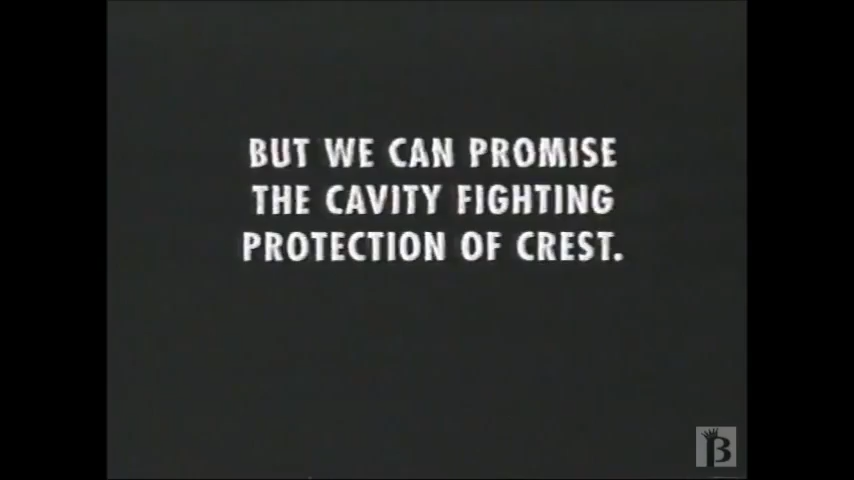 BUT WE CAN PROMISE
THE CAVITY FIGHTING
PROTECTION OF CREST.
B